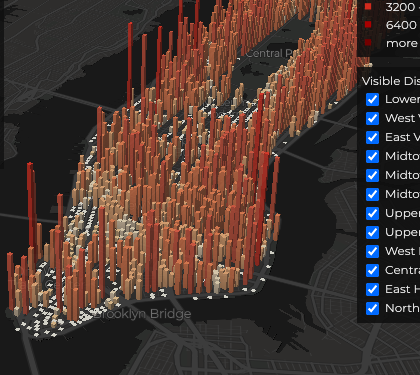 3200
6400
more
Central P
Visible Dis
Lower
West V
East V
Midto
Midto
Midto
Upper
Upper
West
Centr
East H
North
Brooklyn Bridge